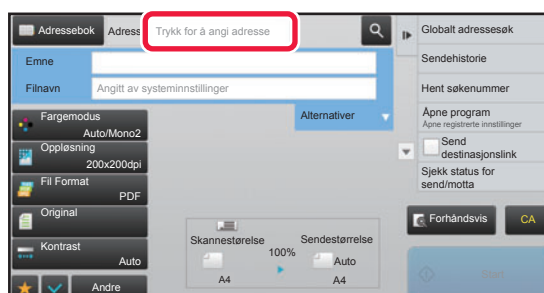 Adressebok
Adress
Trykk for å angi adresse
Emne
Filnavn
Angitt av systeminnstillinger
Alternativer
Fargemodus
Auto/Mono2
Oppløsning
200x200dpi
Fil Format
PDF
Original
Kontrast
Auto
Andre
Skannestørelse
A4
100%
Sendestørrelse
Auto
A4
Globalt adressesøk
Sendehistorie
Hent søkenummer
Åpne program
Åpne registrerte innstillinger
Send
destinasjonslink
Sjekk status for
send/motta
Forhåndsvis
CA
Start